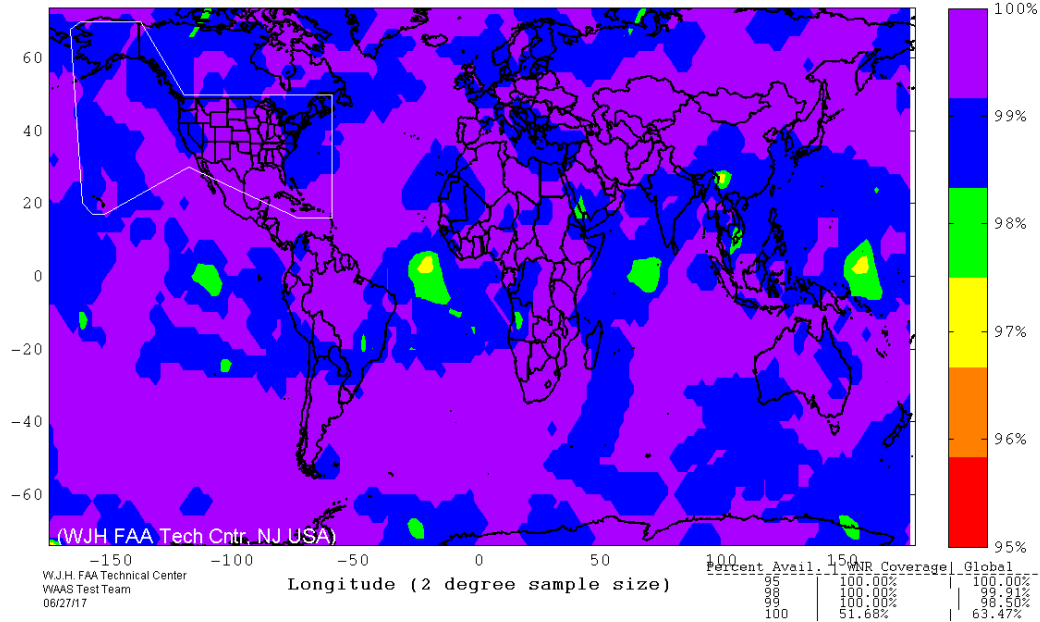 100%
99%
98%
97%
96%
95%
60
40
20
0
−20
−40
−60
(WJH FAA Tech Cntr. NJ USA)
−150 −100 −50 0 50 100 150
Longitude (2 degree sample size)
W.J.H. FAA Technical Center
WAAS Test Team
06/27/17
Percent Avail. | WNR Coverage| Global
95 | 100.00% 100.00%
98 | 100.00% | 99.91%
99 | 100.00% | 98.50%
100 | 51.68% | 63.47%